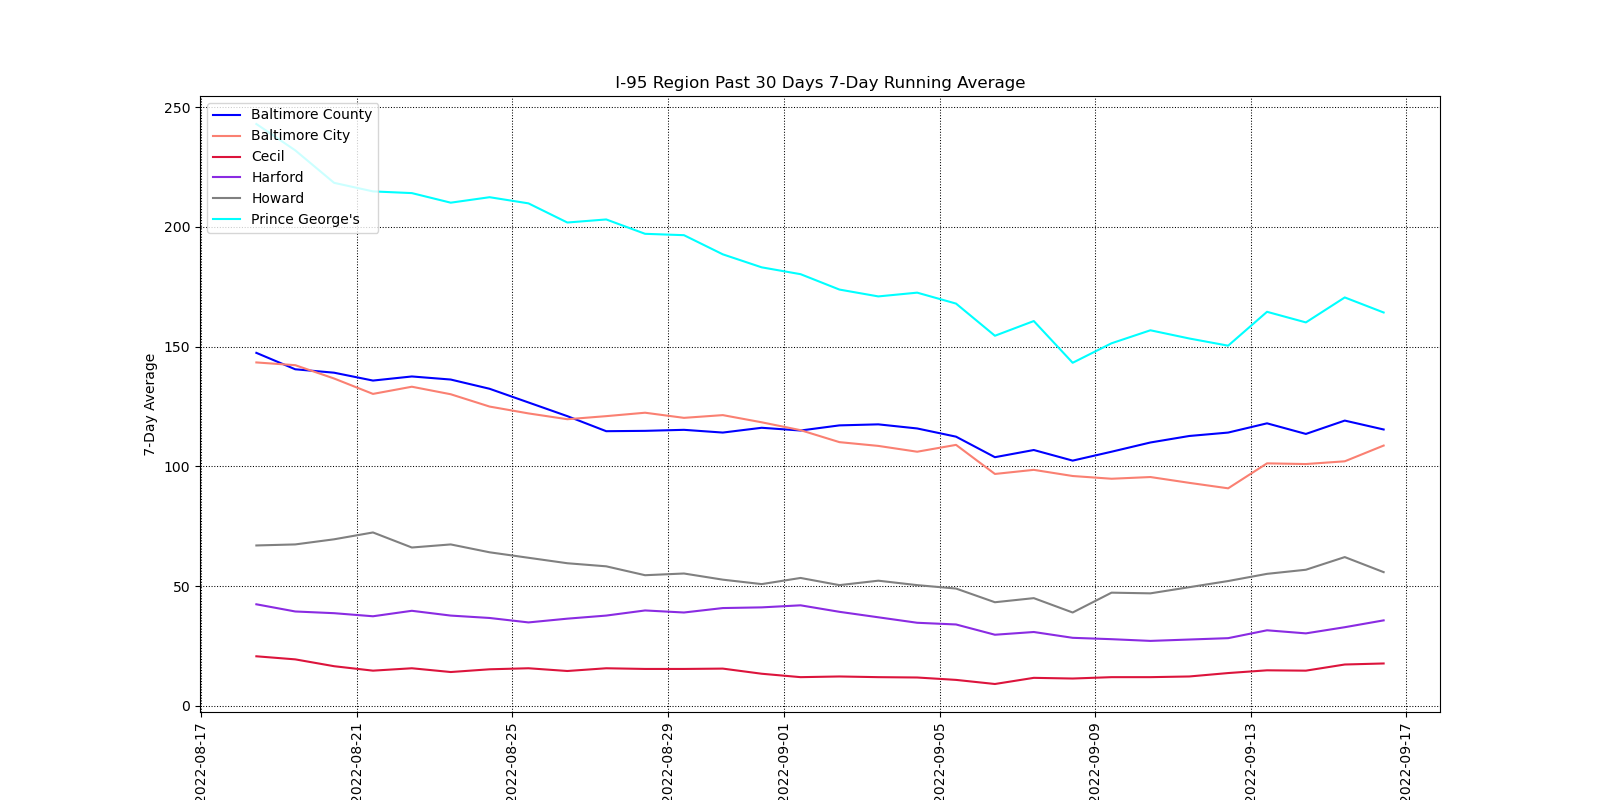 I-95 Region Past 30 Days 7-Day Running Average
250
200
150
100
50
0
7-Day Average
Baltimore County
Baltimore City
Cecil
Harford
Howard
Prince George's
2022-08-17
2022-08-21
2022-08-25
2022-08-29
2022-09-01
2022-09-05
2022-09-09
2022-09-13
2022-09-17